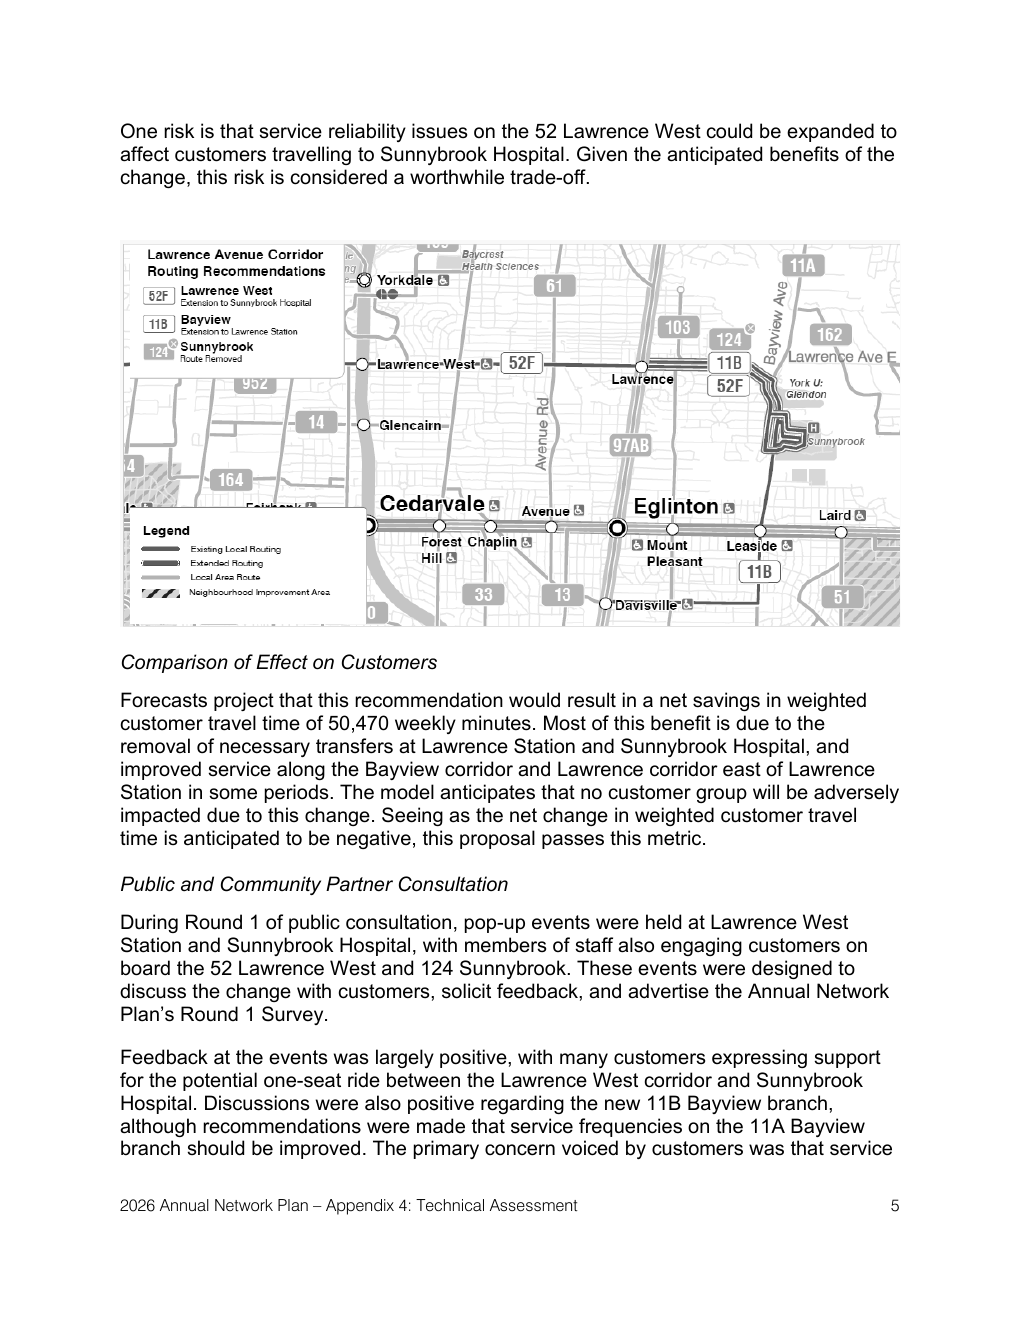 One risk is that service reliability issues on the 52 Lawrence West could be expanded to
affect customers travelling to Sunnybrook Hospital. Given the anticipated benefits of the
change, this risk is considered a worthwhile trade-off.
Lawrence Avenue Corridor
Routing Recommendations
52F Lawrence West
Extension to Sunnybrook Hospital
11B Bayview
Extension to Lawrence Station
124 Sunnybrook
Route Removed
Baycrest
Health Sciences
Yorkdale
61
11A
Bayview Ave
103
124
162
Lawrence Ave E
Lawrence West
52F
Lawrence
11B
52F
York U:
Glendon
952
14
Glencairn
Avenue Rd
97AB
H
Sunnybrook
164
Cedarvale
Avenue
Eglinton
Laird
Forest
Hill
Chaplin
Mount
Pleasant
Leaside
11B
33
13
Davisville
51
Legend
Existing Local Routing
Extended Routing
Local Area Route
Neighbourhood Improvement Area
Comparison of Effect on Customers
Forecasts project that this recommendation would result in a net savings in weighted
customer travel time of 50,470 weekly minutes. Most of this benefit is due to the
removal of necessary transfers at Lawrence Station and Sunnybrook Hospital, and
improved service along the Bayview corridor and Lawrence corridor east of Lawrence
Station in some periods. The model anticipates that no customer group will be adversely
impacted due to this change. Seeing as the net change in weighted customer travel
time is anticipated to be negative, this proposal passes this metric.
Public and Community Partner Consultation
During Round 1 of public consultation, pop-up events were held at Lawrence West
Station and Sunnybrook Hospital, with members of staff also engaging customers on
board the 52 Lawrence West and 124 Sunnybrook. These events were designed to
discuss the change with customers, solicit feedback, and advertise the Annual Network
Plan's Round 1 Survey.
Feedback at the events was largely positive, with many customers expressing support
for the potential one-seat ride between the Lawrence West corridor and Sunnybrook
Hospital. Discussions were also positive regarding the new 11B Bayview branch,
although recommendations were made that service frequencies on the 11A Bayview
branch should be improved. The primary concern voiced by customers was that service
2026 Annual Network Plan – Appendix 4: Technical Assessment 5